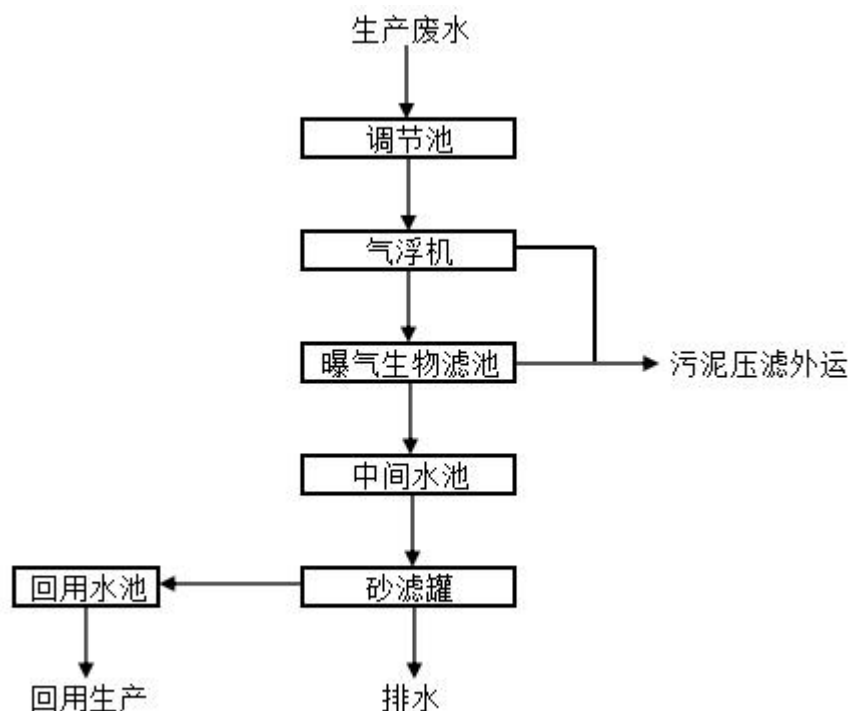 生产废水
调节池
气浮机
曝气生物滤池
污泥压滤外运
中间水池
回用水池
砂滤罐
回用生产
排水